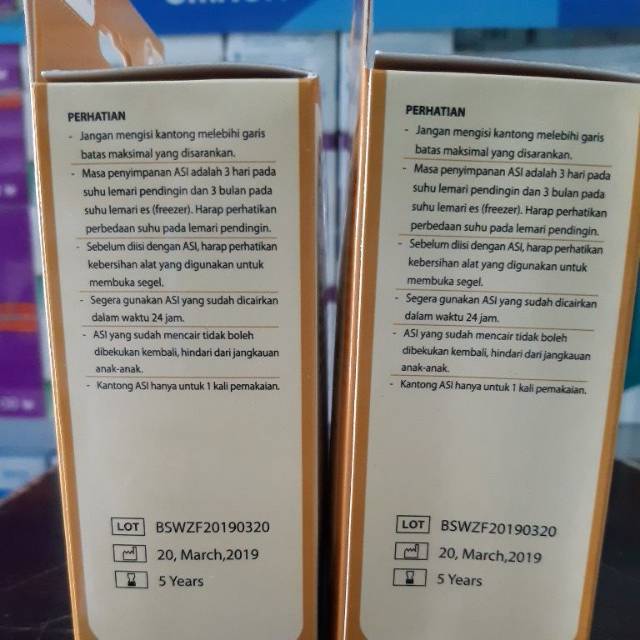 PERHATIAN
- Jangan mengisi kantong melebihi garis
batas maksimal yang disarankan.
- Masa penyimpanan ASI adalah 3 hari pada
suhu lemari pendingin dan 3 bulan pada
suhu lemari es (freezer). Harap perhatikan
perbedaan suhu pada lemari pendingin.
- Sebelum diisi dengan ASI, harap perhatikan
kebersihan alat yang digunakan untuk
membuka segel.
- Segera gunakan ASI yang sudah dicairkan
dalam waktu 24 jam.
- ASI yang sudah mencair tidak boleh
dibekukan kembali, hindari dari jangkauan
anak-anak.
- Kantong ASI hanya untuk 1 kali pemakaian.
LOT BSWZF20190320
20, March,2019
5 Years
PERHATIAN
- Jangan mengisi kantong melebihi garis
batas maksimal yang disarankan.
- Masa penyimpanan ASI adalah 3 hari pada
suhu lemari pendingin dan 3 bulan pada
suhu lemari es (freezer). Harap perhatikan
perbedaan suhu pada lemari pendingin.
- Sebelum diisi dengan ASI, harap perhatikan
kebersihan alat yang digunakan untuk
membuka segel.
- Segera gunakan ASI yang sudah dicairkan
dalam waktu 24 jam.
- ASI yang sudah mencair tidak boleh
dibekukan kembali, hindari dari jangkauan
anak-anak.
- Kantong ASI hanya untuk 1 kali pemakaian.
LOT BSWZF20190320
20, March,2019
5 Years